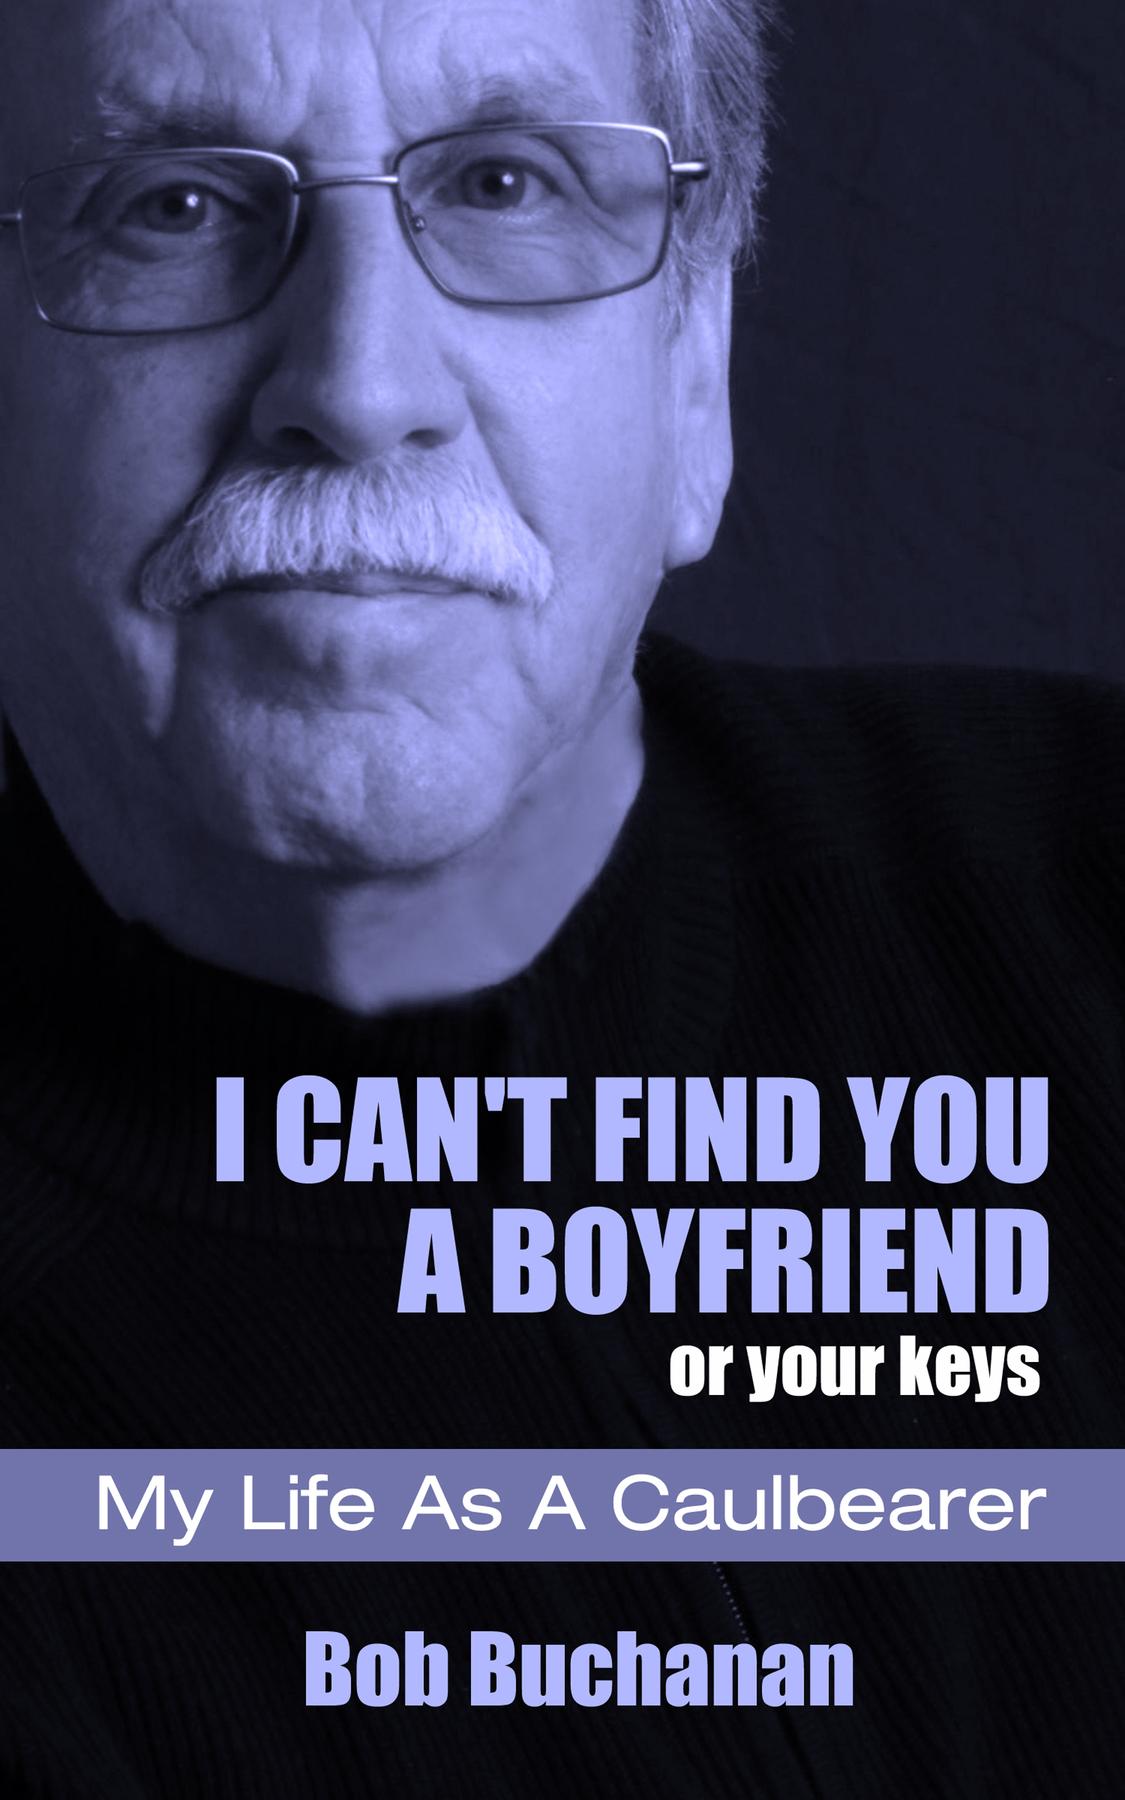 I CAN'T FIND YOU
A BOYFRIEND
or your keys
My Life As A Caulbearer
Bob Buchanan